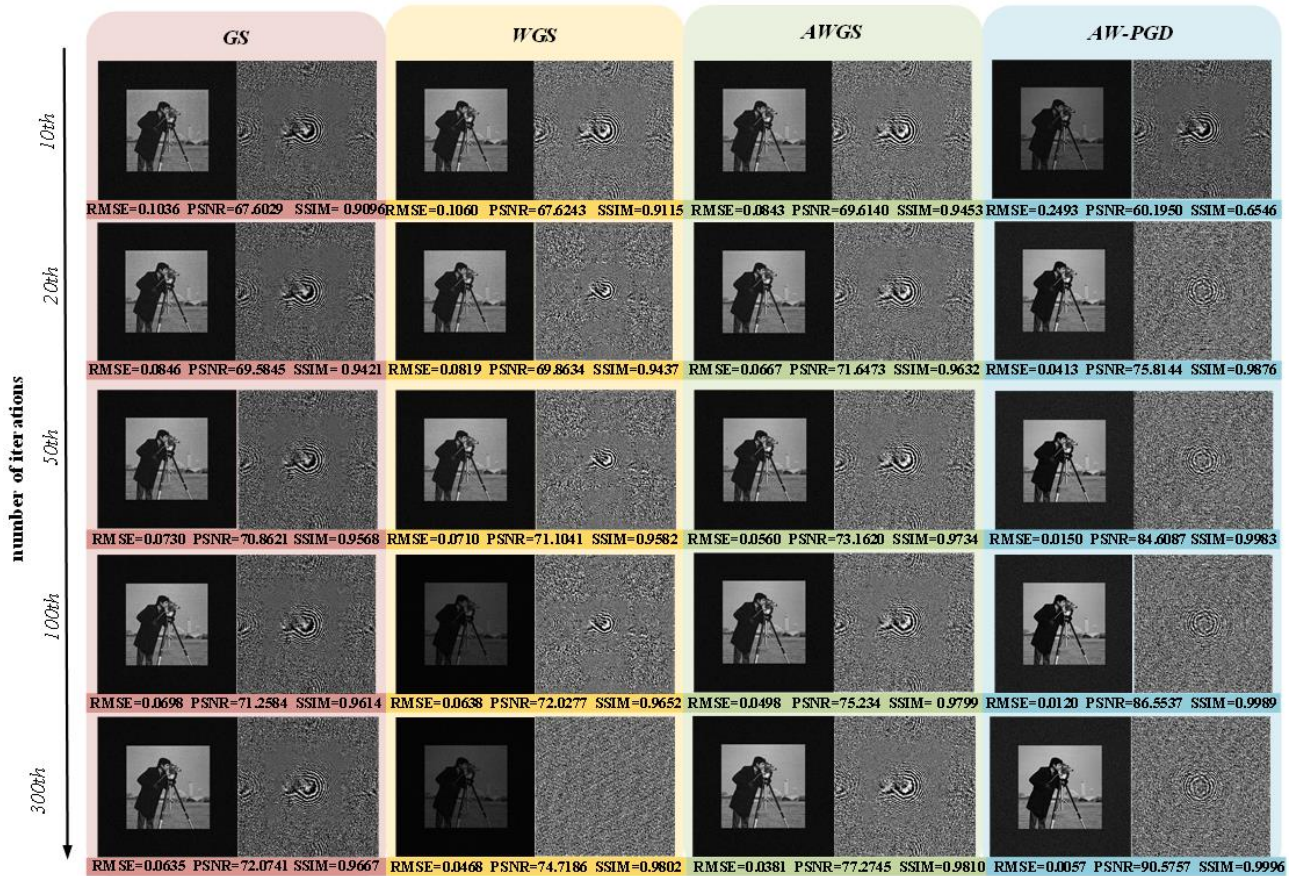 GS WGS AWGS AW-PGD
10th
RMSE=0.1036 PSNR=67.6029 SSIM= 0.9096 RMSE=0.1060 PSNR=67.6243 SSIM=0.9115 RMSE=0.0843 PSNR=69.6140 SSIM=0.9453 RMSE=0.2493 PSNR=60.1950 SSIM=0.6546
20th
RMSE=0.0846 PSNR=69.5845 SSIM=0.9421 RMSE=0.0819 PSNR=69.8634 SSIM=0.9437 RMSE=0.0667 PSNR=71.6473 SSIM=0.9632 RMSE=0.0413 PSNR=75.8144 SSIM=0.9876
number of iterions
50th
RMSE=0.0730 PSNR=70.8621 SSIM=0.9568 RMSE=0.0710 PSNR=71.1041 SSIM=0.9582 RMSE=0.0560 PSNR=73.1620 SSIM=0.9734 RMSE=0.0150 PSNR=84.6087 SSIM=0.9983
100th
RMSE=0.0698 PSNR=71.2584 SSIM=0.9614 RMSE=0.0638 PSNR=72.0277 SSIM=0.9652 RMSE=0.0498 PSNR=75.234 SSIM= 0.9799 RMSE=0.0120 PSNR=86.5537 SSIM=0.9989
300th
RMSE=0.0635 PSNR=72.0741 SSIM=0.9667 RMSE=0.0468 PSNR=74.7186 SSIM=0.9802 RMSE=0.0381 PSNR=77.2745 SSIM=0.9810 RMSE=0.0057 PSNR=90.5757 SSIM=0.9996